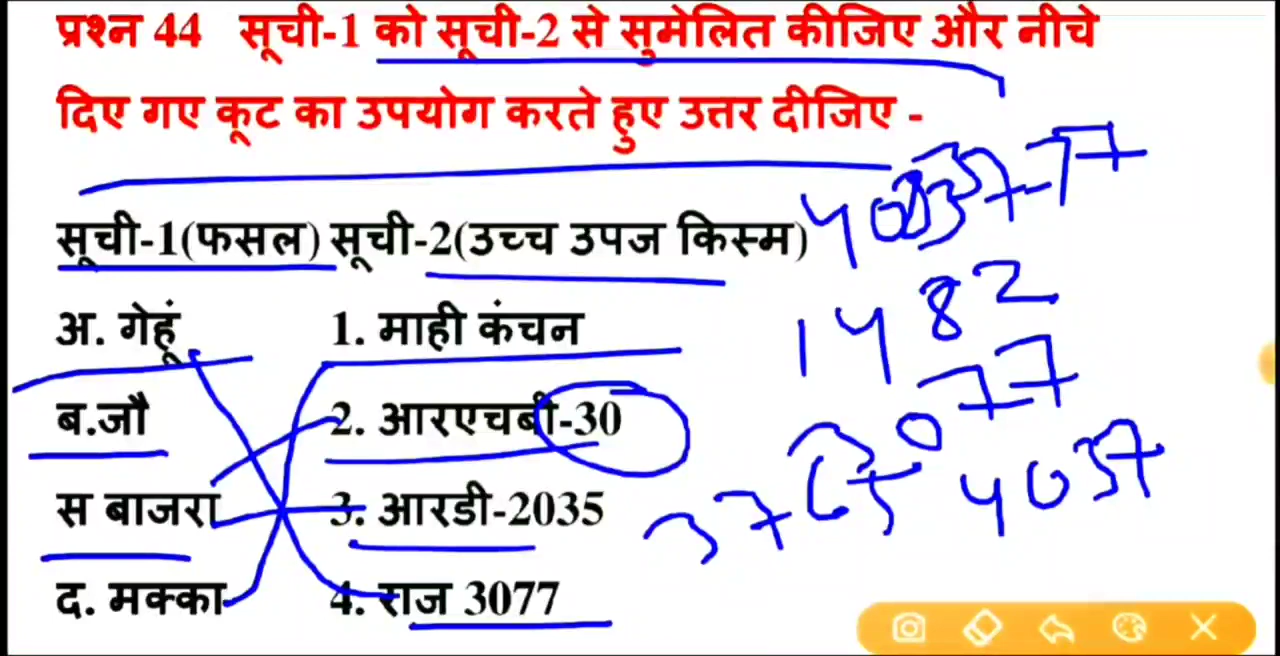 प्रश्न 44 सूची-1 को सूची-2 से सुमेलित कीजिए और नीचे
दिए गए कूट का उपयोग करते हुए उत्तर दीजिए -
सूची-1(फसल) सूची-2(उच्च उपज किस्म)
अ. गेहूं 1. माही कंचन
ब.जौ 2. आरएचबी-30
स बाजरा 3. आरडी-2035
द. मक्का 4. राज 3077
1482
3765 4037